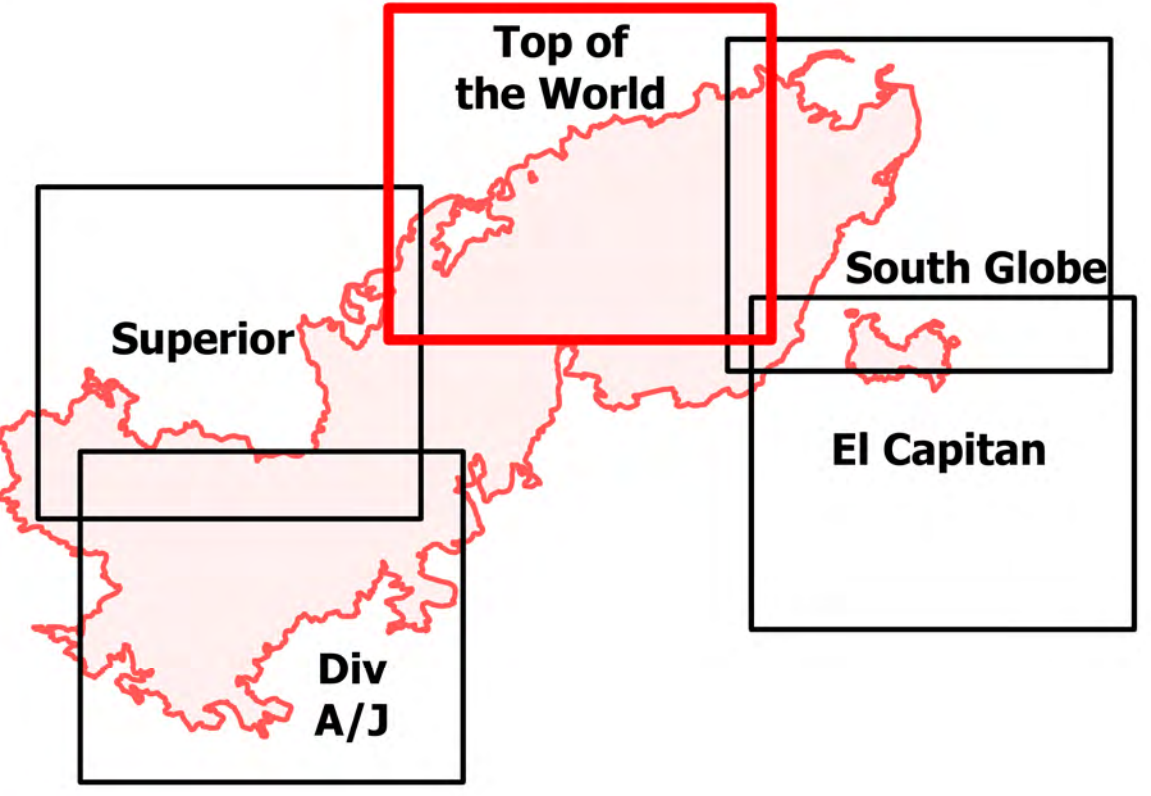 Top of
the World
South Globe
Superior
El Capitan
Div
A/J